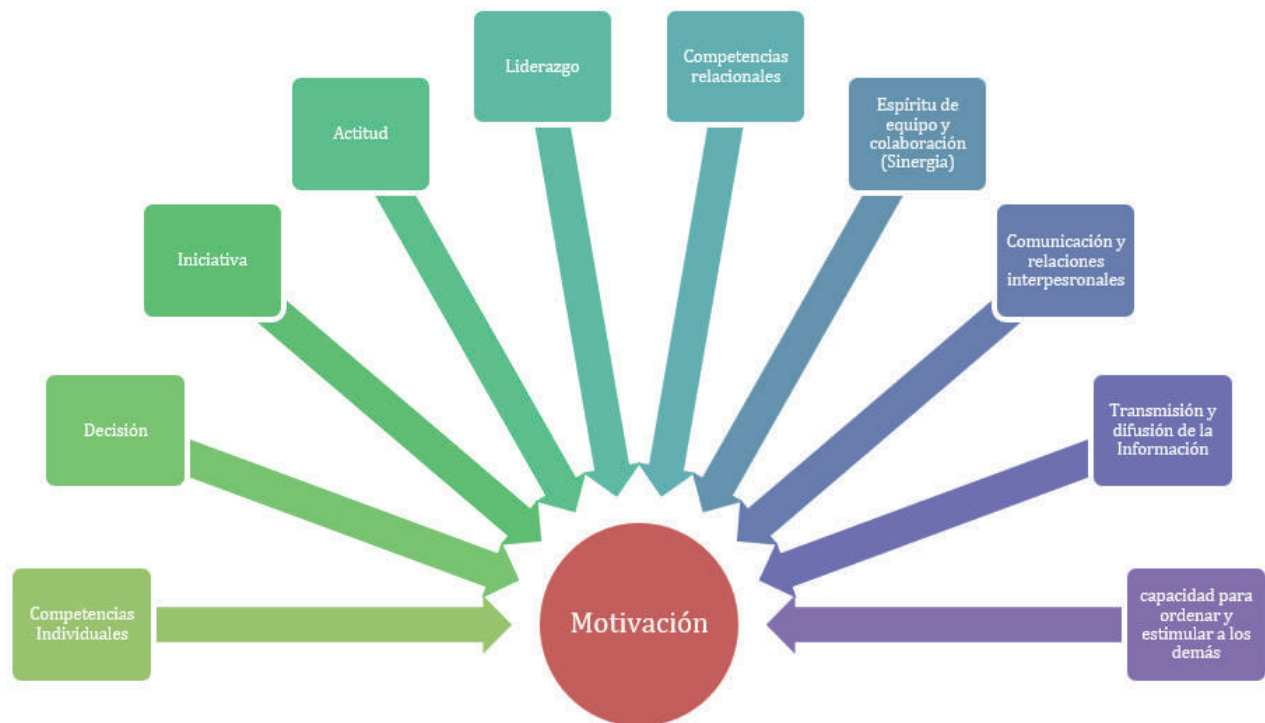 Competencias
Individuales
Decisión
Iniciativa
Actitud
Liderazgo
Competencias
relacionales
Espíritu de
equipo y
colaboración
(Sinergia)
Comunicación y
relaciones
interpesronales
Transmisión y
difusión de la
Información
capacidad para
ordenar y
estimular a los
demás
Motivación